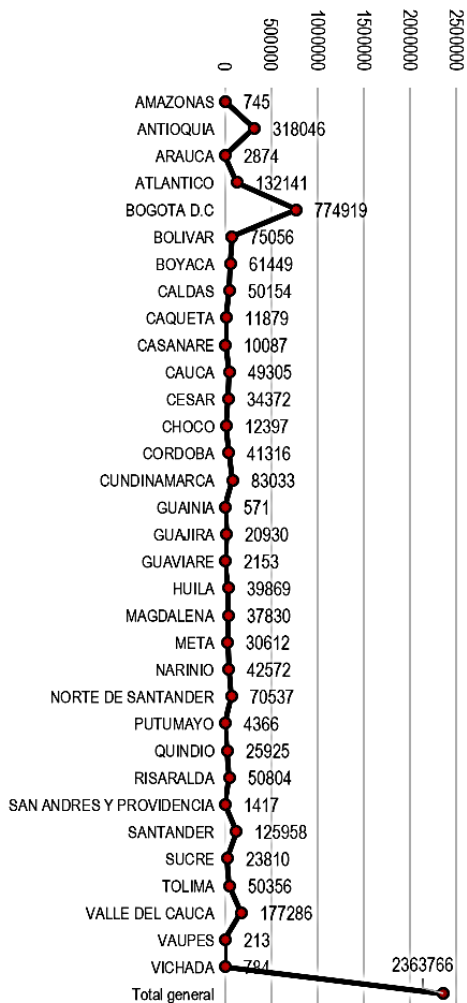 0
500000
1000000
1500000
2000000
2500000
AMAZONAS 745
ANTIOQUIA 318046
ARAUCA 2874
ATLANTICO 132141
BOGOTA D.C 774919
BOLIVAR 75056
BOYACA 61449
CALDAS 50154
CAQUETA 11879
CASANARE 10087
CAUCA 49305
CESAR 34372
CHOCO 12397
CORDOBA 41316
CUNDINAMARCA 83033
GUAINIA 571
GUAJIRA 20930
GUAVIARE 2153
HUILA 39869
MAGDALENA 37830
META 30612
NARINIO 42572
NORTE DE SANTANDER 70537
PUTUMAYO 4366
QUINDIO 25925
RISARALDA 50804
SAN ANDRES Y PROVIDENCIA 1417
SANTANDER 125958
SUCRE 23810
TOLIMA 50356
VALLE DEL CAUCA 177286
VAUPES 213
VICHADA 784
Total general 2363766